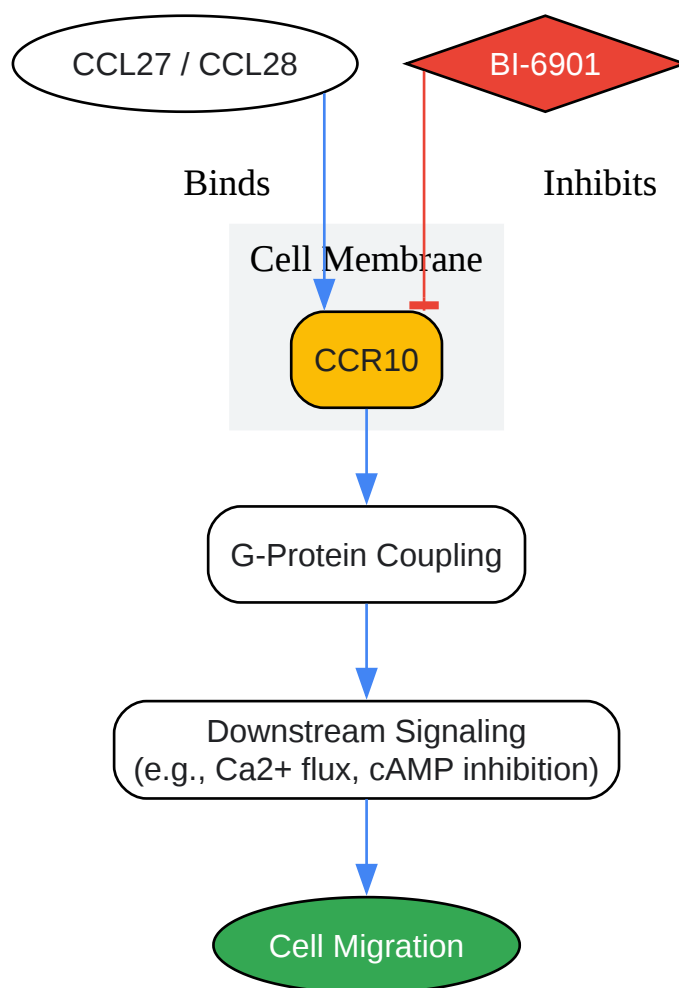 CCL27 / CCL28
BI-6901
Binds
Inhibits
Cell Membrane
CCR10
G-Protein Coupling
Downstream Signaling
(e.g., Ca2+ flux, cAMP inhibition)
Cell Migration